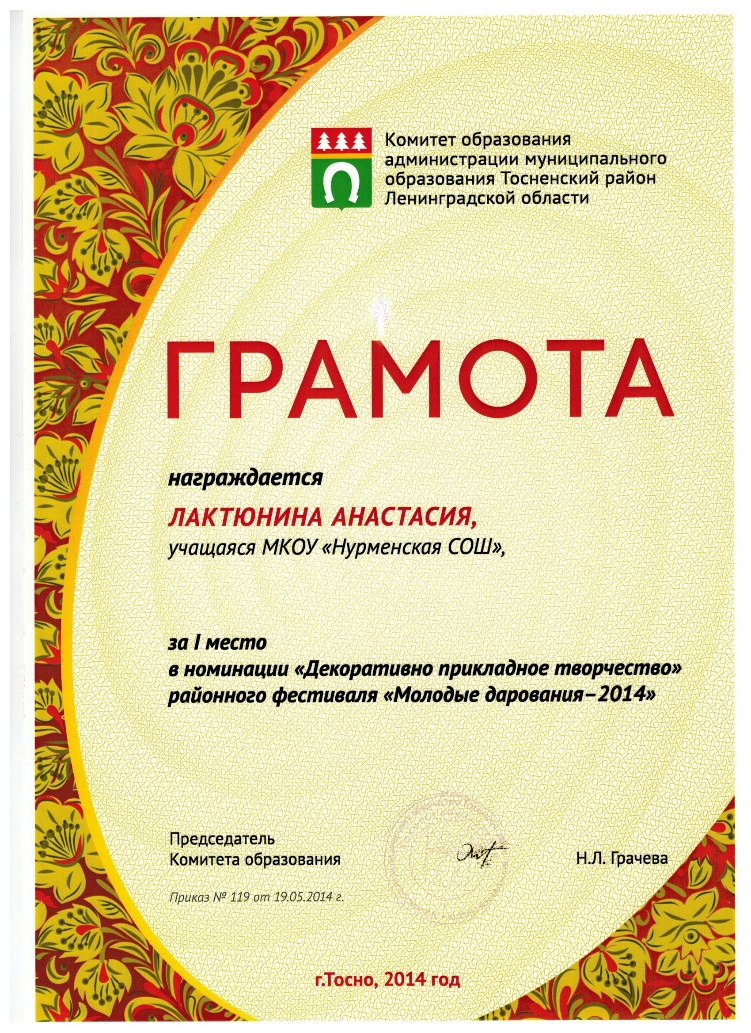 Комитет образования
администрации муниципального
образования Тосненский район
Ленинградской области
ГРАМОТА
награждается
ЛАКТЮНИНА АНАСТАСИЯ,
учащаяся МКОУ «Нурменская СОШ»,
за I место
в номинации «Декоративно прикладное творчество»
районного фестиваля «Молодые дарования–2014»
Председатель
Комитета образования
Н.Л. Грачева
Приказ № 119 от 19.05.2014 г.
г.Тосно, 2014 год